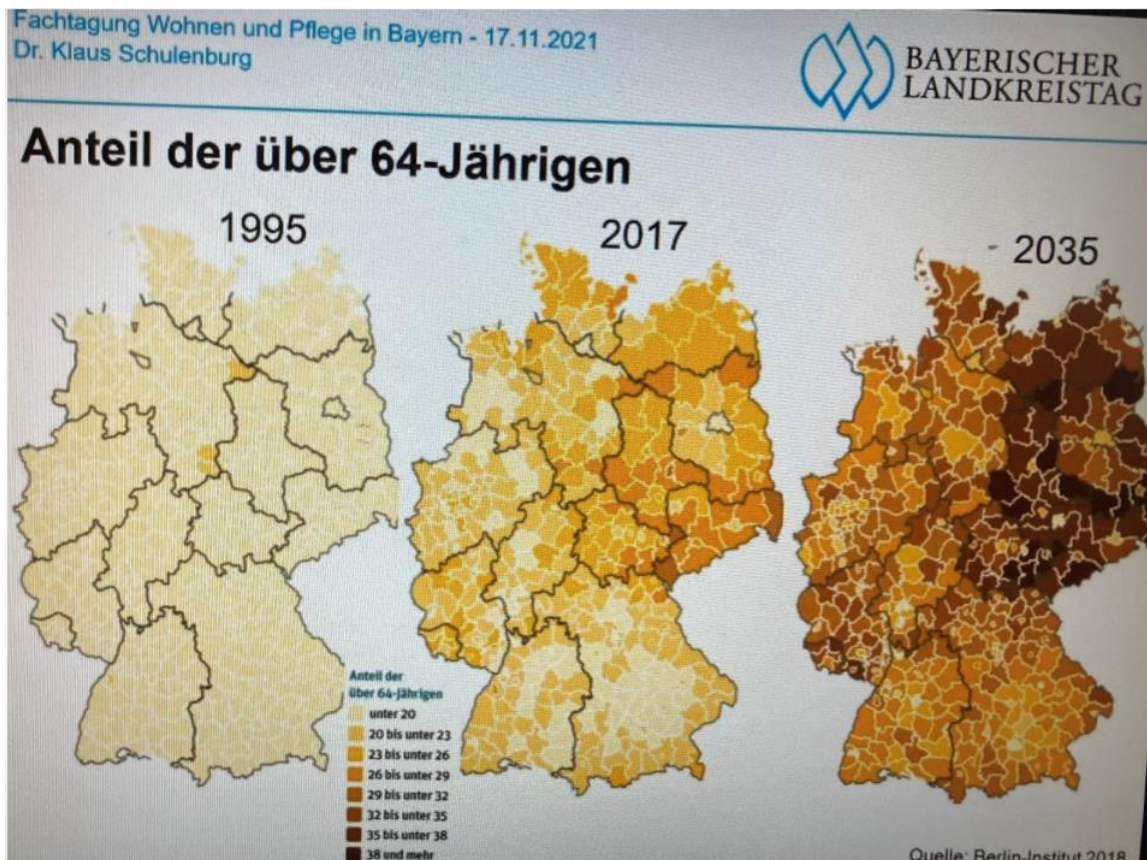 Fachtagung Wohnen und Pflege in Bayern - 17.11.2021
Dr. Klaus Schulenburg
BAYERISCHER
LANDKREISTAG
Anteil der über 64-Jährigen
1995
2017
2035
Anteil der
über 64-Jährigen
unter 20
20 bis unter 23
23 bis unter 26
26 bis unter 29
29 bis unter 32
32 bis unter 35
35 bis unter 38
38 und mehr
Quelle: Berlin-Institut 2018